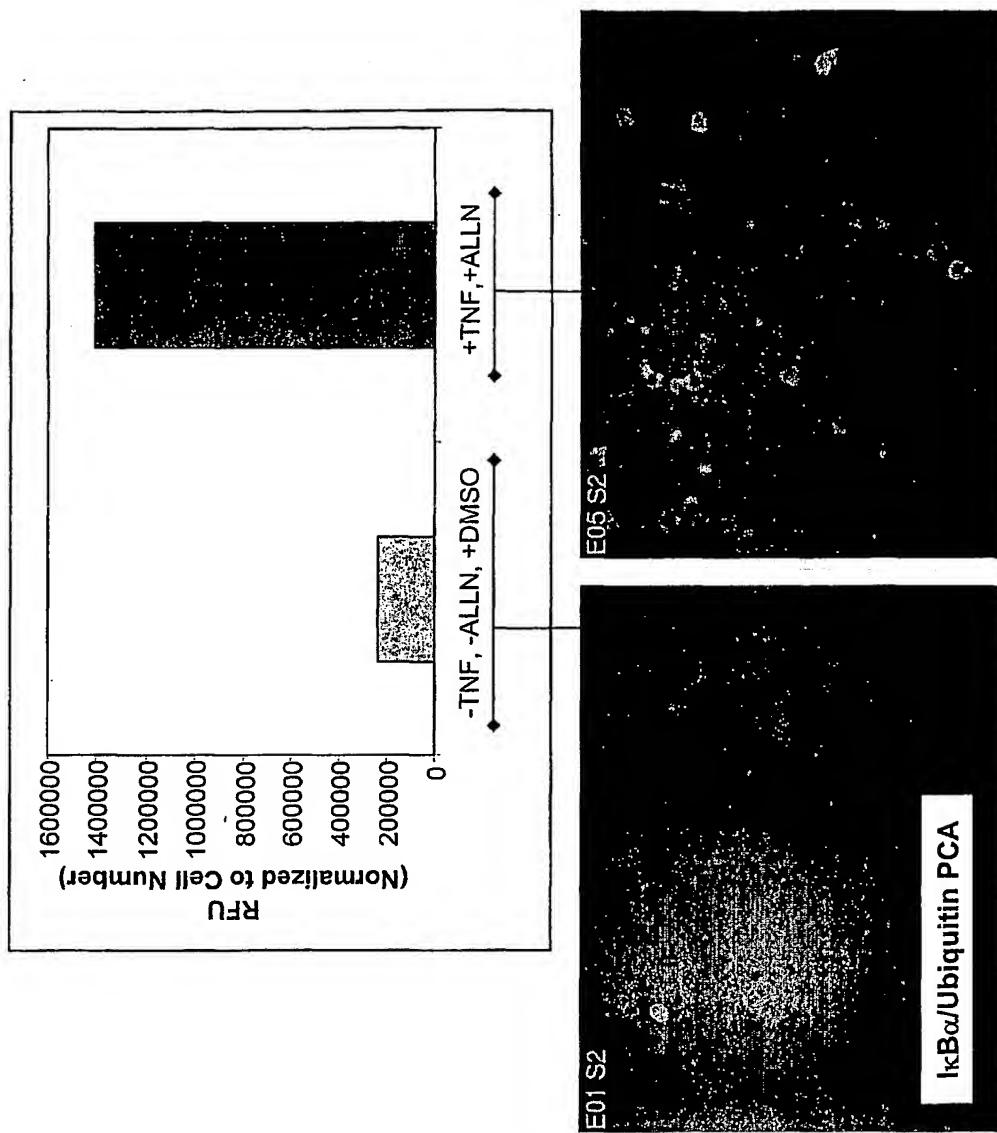 RFU
(Normalized to Cell Number)
1600000
1400000
1200000
1000000
800000
600000
400000
200000
0
-TNF, -ALLN, +DMSO
+TNF, +ALLN
E01 S2
E05 S2
IκBα/Ubiquitin PCA